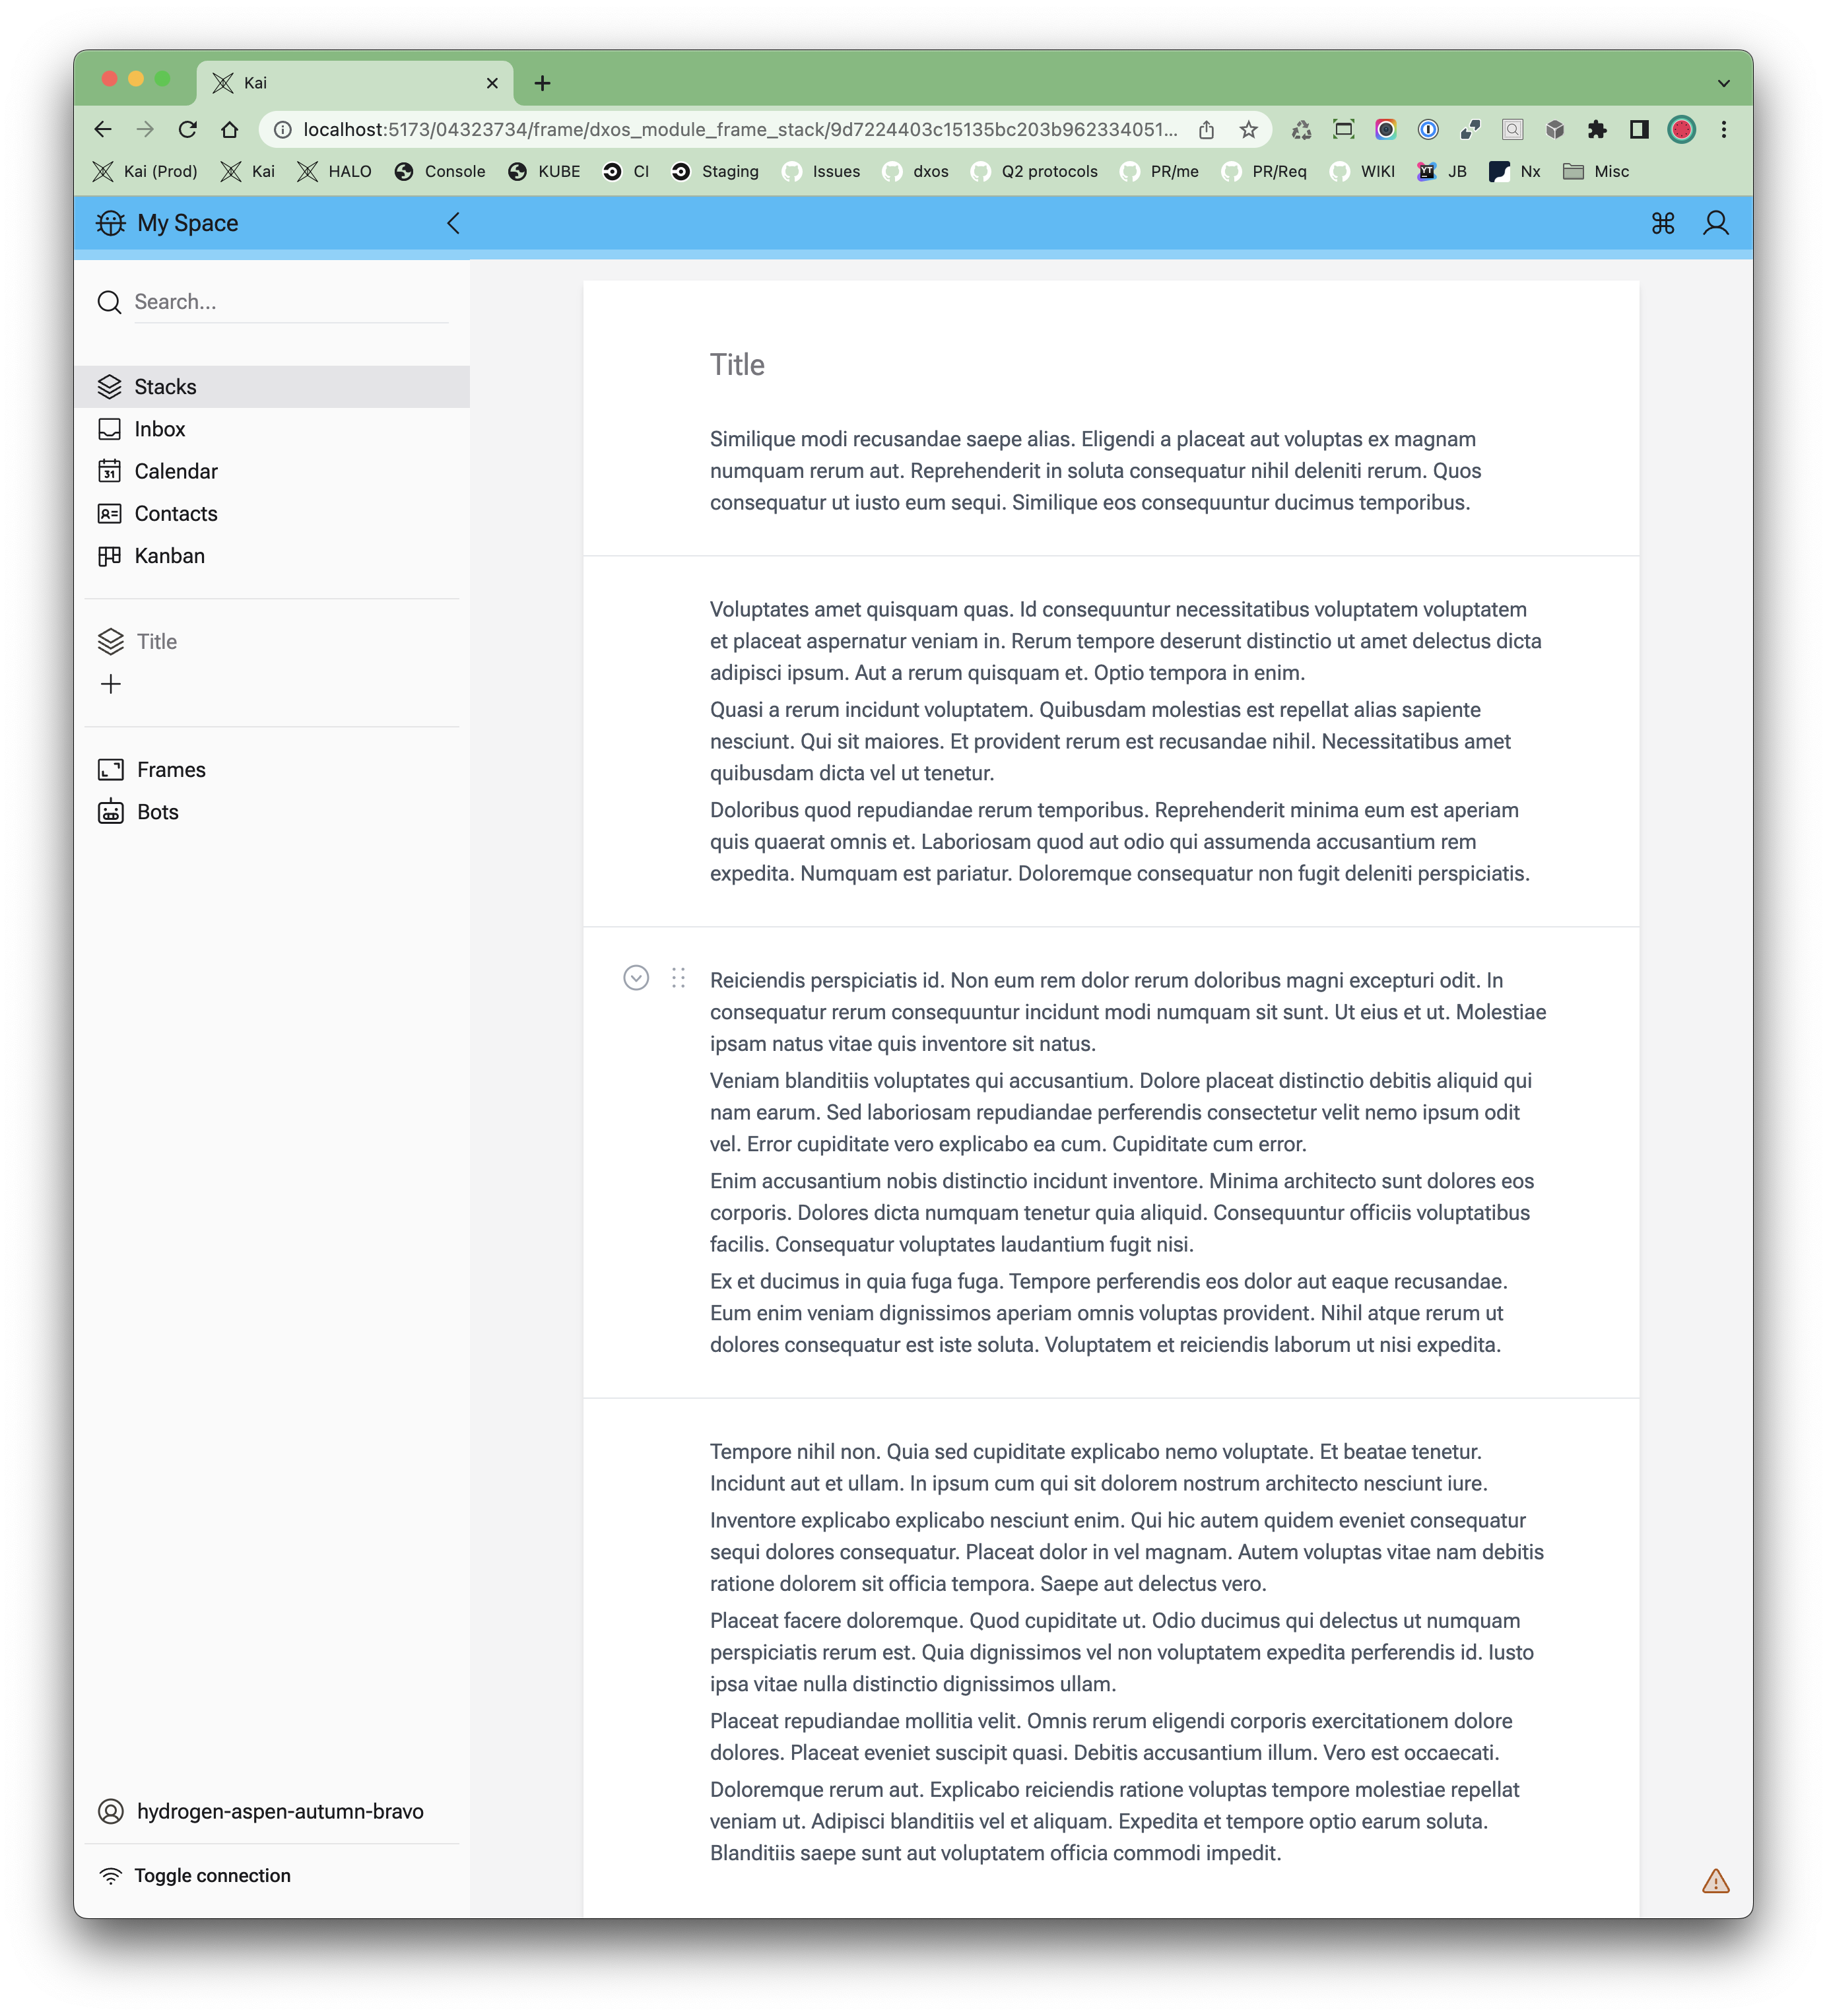 Kai
localhost:5173/04323734/frame/dxos_module_frame_stack/9d7224403c15135bc203b962334051...
Kai (Prod) Kai HALO Console KUBE CI Staging Issues dxos Q2 protocols PR/me PR/Req WIKI JB Nx Misc
My Space
Search...
Stacks
Inbox
31 Calendar
Contacts
Kanban
Title
Frames
Bots
hydrogen-aspen-autumn-bravo
Toggle connection
Title
Similique modi recusandae saepe alias. Eligendi a placeat aut voluptas ex magnam
numquam rerum aut. Reprehenderit in soluta consequatur nihil deleniti rerum. Quos
consequatur ut iusto eum sequi. Similique eos consequuntur ducimus temporibus.
Voluptates amet quisquam quas. Id consequuntur necessitatibus voluptatem voluptatem
et placeat aspernatur veniam in. Rerum tempore deserunt distinctio ut amet delectus dicta
adipisci ipsum. Aut a rerum quisquam et. Optio tempora in enim.
Quasi a rerum incidunt voluptatem. Quibusdam molestias est repellat alias sapiente
nesciunt. Qui sit maiores. Et provident rerum est recusandae nihil. Necessitatibus amet
quibusdam dicta vel ut tenetur.
Doloribus quod repudiandae rerum temporibus. Reprehenderit minima eum est aperiam
quis quaerat omnis et. Laboriosam quod aut odio qui assumenda accusantium rem
expedita. Numquam est pariatur. Doloremque consequatur non fugit deleniti perspiciatis.
Reiciendis perspiciatis id. Non eum rem dolor rerum doloribus magni excepturi odit. In
consequatur rerum consequuntur incidunt modi numquam sit sunt. Ut eius et ut. Molestiae
ipsam natus vitae quis inventore sit natus.
Veniam blanditiis voluptates qui accusantium. Dolore placeat distinctio debitis aliquid qui
nam earum. Sed laboriosam repudiandae perferendis consectetur velit nemo ipsum odit
vel. Error cupiditate vero explicabo ea cum. Cupiditate cum error.
Enim accusantium nobis distinctio incidunt inventore. Minima architecto sunt dolores eos
corporis. Dolores dicta numquam tenetur quia aliquid. Consequuntur officiis voluptatibus
facilis. Consequatur voluptates laudantium fugit nisi.
Ex et ducimus in quia fuga fuga. Tempore perferendis eos dolor aut eaque recusandae.
Eum enim veniam dignissimos aperiam omnis voluptas provident. Nihil atque rerum ut
dolores consequatur est iste soluta. Voluptatem et reiciendis laborum ut nisi expedita.
Tempore nihil non. Quia sed cupiditate explicabo nemo voluptate. Et beatae tenetur.
Incidunt aut et ullam. In ipsum cum qui sit dolorem nostrum architecto nesciunt iure.
Inventore explicabo explicabo nesciunt enim. Qui hic autem quidem eveniet consequatur
sequi dolores consequatur. Placeat dolor in vel magnam. Autem voluptas vitae nam debitis
ratione dolorem sit officia tempora. Saepe aut delectus vero.
Placeat facere doloremque. Quod cupiditate ut. Odio ducimus qui delectus ut numquam
perspiciatis rerum est. Quia dignissimos vel non voluptatem expedita perferendis id. Iusto
ipsa vitae nulla distinctio dignissimos ullam.
Placeat repudiandae mollitia velit. Omnis rerum eligendi corporis exercitationem dolore
dolores. Placeat eveniet suscipit quasi. Debitis accusantium illum. Vero est occaecati.
Doloremque rerum aut. Explicabo reiciendis ratione voluptas tempore molestiae repellat
veniam ut. Adipisci blanditiis vel et aliquam. Expedita et tempore optio earum soluta.
Blanditiis saepe sunt aut voluptatem officia commodi impedit.